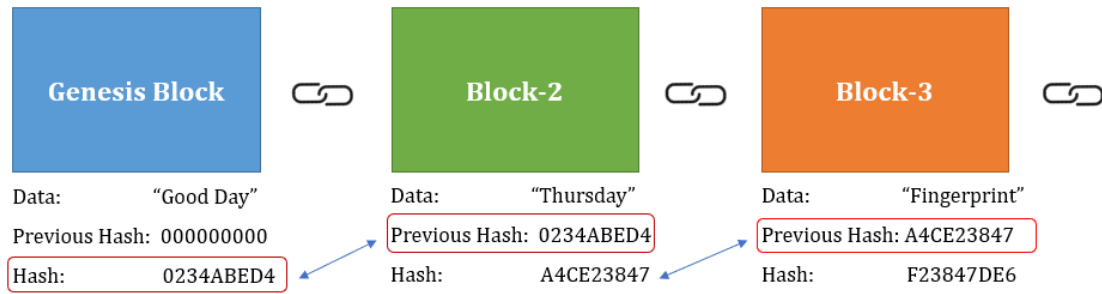 Genesis Block
Block-2
Block-3
Data: “Good Day”
Previous Hash: 000000000
Hash: 0234ABED4
Data: “Thursday”
Previous Hash: 0234ABED4
Hash: A4CE23847
Data: “Fingerprint”
Previous Hash: A4CE23847
Hash: F23847DE6